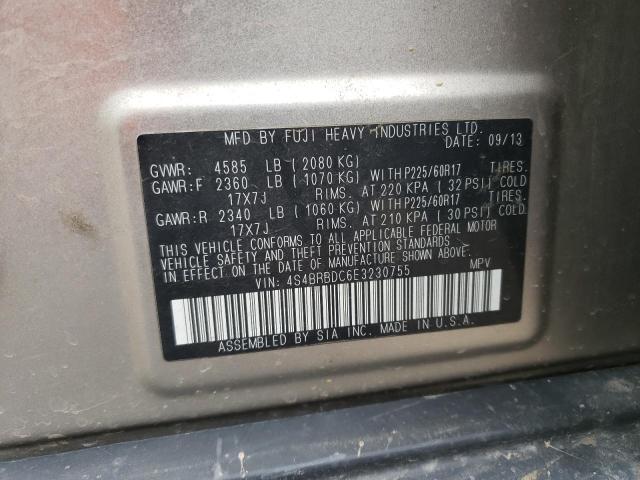 MFD BY FUJI HEAVY INDUSTRIES LTD.
DATE: 09/13
GVWR: 4585 LB (2080 KG)
GAWR:F 2360 LB (1070 KG) WITH P225/60R17 TIRES.
17X7J RIMS. AT 220 KPA (32 PSI) COLD
GAWR:R 2340 LB (1060 KG) WITH P225/60R17 TIRES.
17X7J RIMS. AT 210 KPA (30 PSI) COLD
THIS VEHICLE CONFORMS TO ALL APPLICABLE FEDERAL MOTOR
VEHICLE SAFETY AND THEFT PREVENTION STANDARDS
IN EFFECT ON THE DATE OF MANUFACTURE SHOWN ABOVE.
VIN: 4S4BRBDC6E3230755 MPV
ASSEMBLED BY SIA INC. MADE IN U.S.A.